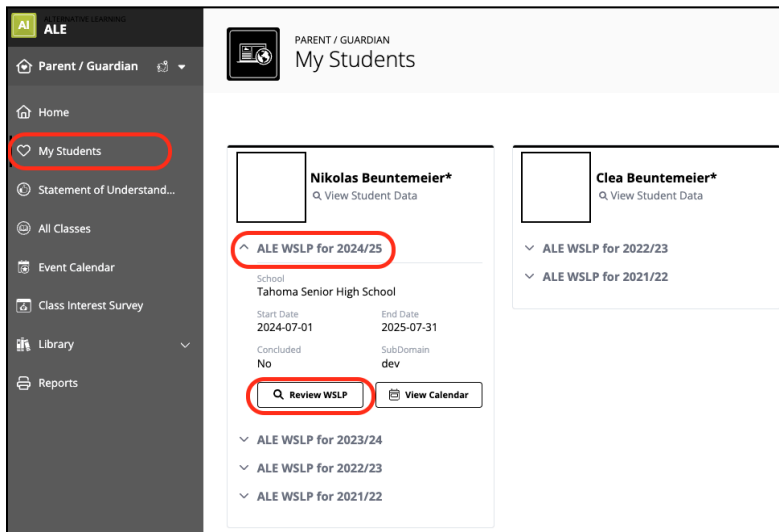 AI
ALTERNATIVE LEARNING
ALE
Parent / Guardian
Home
My Students
Statement of Understand...
All Classes
Event Calendar
Class Interest Survey
Library
Reports
PARENT / GUARDIAN
My Students
Nikolas Beuntemeier*
View Student Data
ALE WSLP for 2024/25
School
Tahoma Senior High School
Start Date
End Date
2024-07-01
2025-07-31
Concluded
SubDomain
No
dev
Review WSLP
View Calendar
ALE WSLP for 2023/24
ALE WSLP for 2022/23
ALE WSLP for 2021/22
Clea Beuntemeier*
View Student Data
ALE WSLP for 2022/23
ALE WSLP for 2021/22